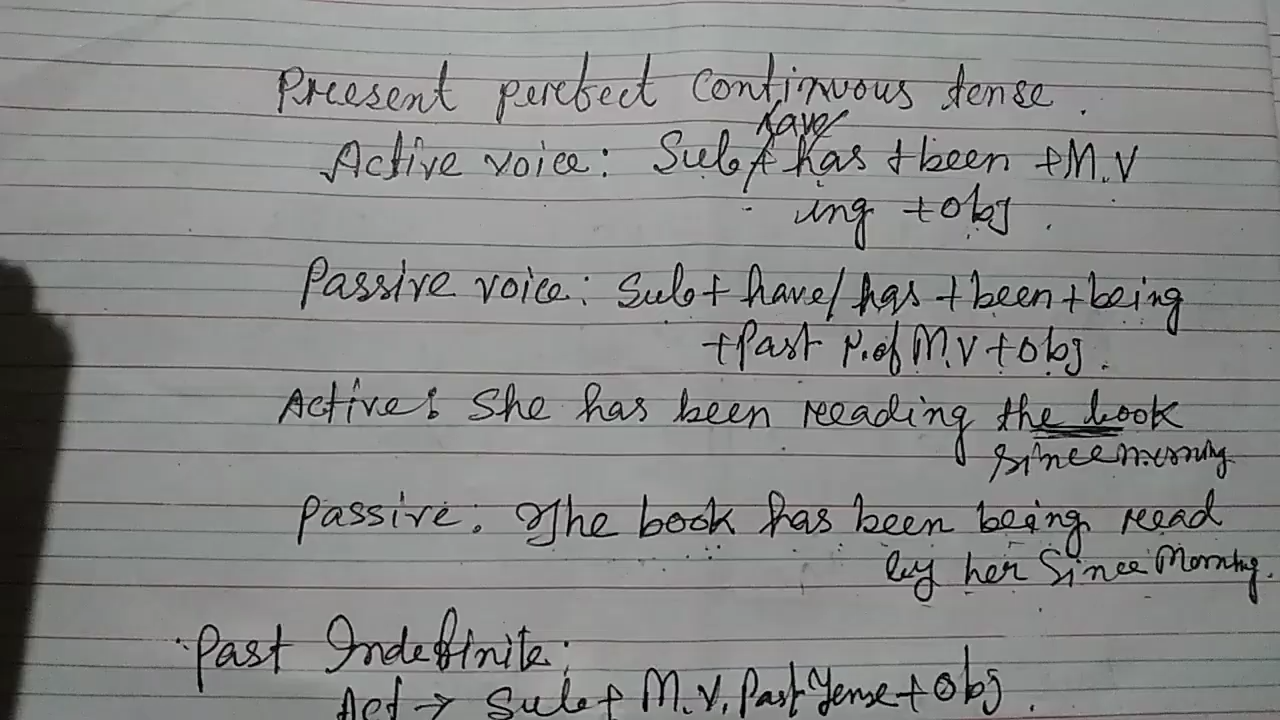 Present perfect continuous tense.
have/
Active voice: Sub + has + been + M.V
ing + obj.
Passive voice: Sub + have/has + been + being
+ Past P. of M.V + obj.
Active: She has been reading the book
since morning
Passive: The book has been being read
by her Since Morning.
Past Indefinite:
Act → Sub + M.V. Past Tense + obj.